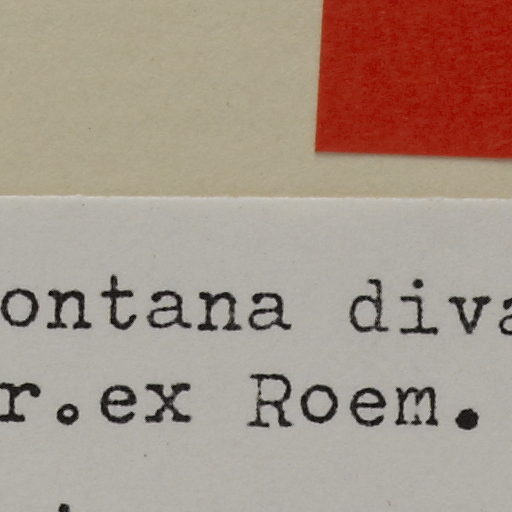 ontana diva
r.ex Roem.